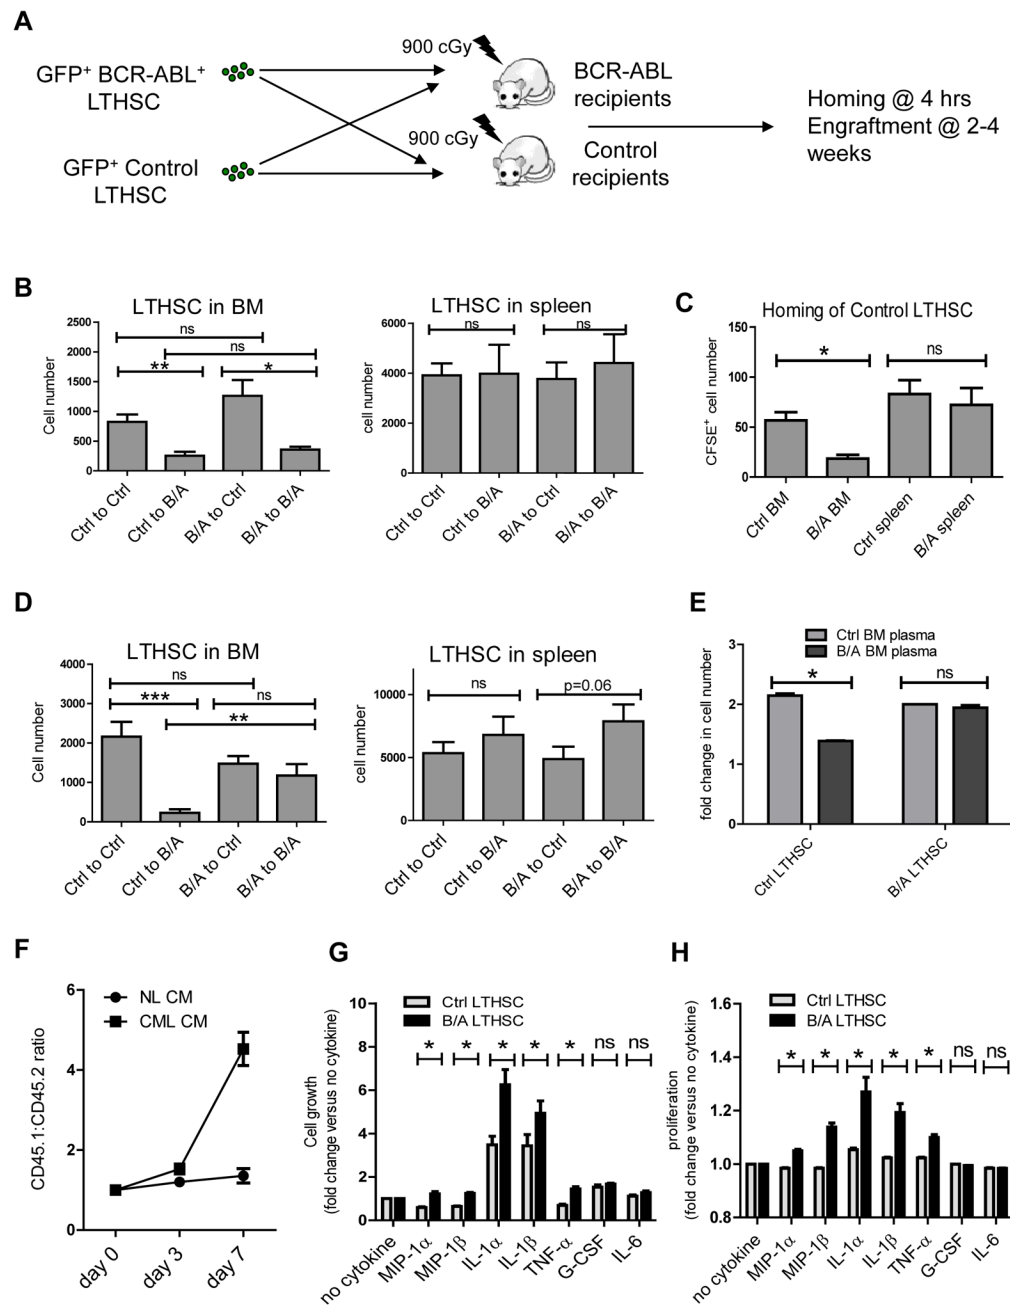 A
GFP⁺ BCR-ABL⁺
LTHSC
GFP⁺ Control
LTHSC
900 cGy
900 cGy
BCR-ABL
recipients
Control
recipients
Homing @ 4 hrs
Engraftment @ 2-4
weeks
B
LTHSC in BM
Cell number
2500
2000
1500
1000
500
0
ns
ns
**
*
Ctrl to Ctrl
Ctrl to B/A
B/A to Ctrl
B/A to B/A
LTHSC in spleen
cell number
6000
4000
2000
0
ns
ns
Ctrl to Ctrl
Ctrl to B/A
B/A to Ctrl
B/A to B/A
C
Homing of Control LTHSC
CFSE⁺ cell number
150
100
50
0
*
ns
Ctrl BM
B/A BM
Ctrl spleen
B/A spleen
D
LTHSC in BM
Cell number
4000
3000
2000
1000
0
ns
***
ns
**
Ctrl to Ctrl
Ctrl to B/A
B/A to Ctrl
B/A to B/A
LTHSC in spleen
cell number
10000
5000
0
ns
p=0.06
Ctrl to Ctrl
Ctrl to B/A
B/A to Ctrl
B/A to B/A
E
Ctrl BM plasma
B/A BM plasma
fold change in cell number
3
2
1
0
*
ns
Ctrl LTHSC
B/A LTHSC
F
NL CM
CML CM
CD45.1:CD45.2 ratio
6
4
2
0
day 0
day 3
day 7
G
Ctrl LTHSC
B/A LTHSC
Cell growth
(fold change versus no cytokine)
10
8
6
4
2
0
*
*
*
*
*
ns
ns
no cytokine
MIP-1α
MIP-1β
IL-1α
IL-1β
TNF-α
G-CSF
IL-6
H
Ctrl LTHSC
B/A LTHSC
proliferation
(fold change versus no cytokine)
1.6
1.4
1.2
1.0
0.8
*
*
*
*
*
ns
ns
no cytokine
MIP-1α
MIP-1β
IL-1α
IL-1β
TNF-α
G-CSF
IL-6